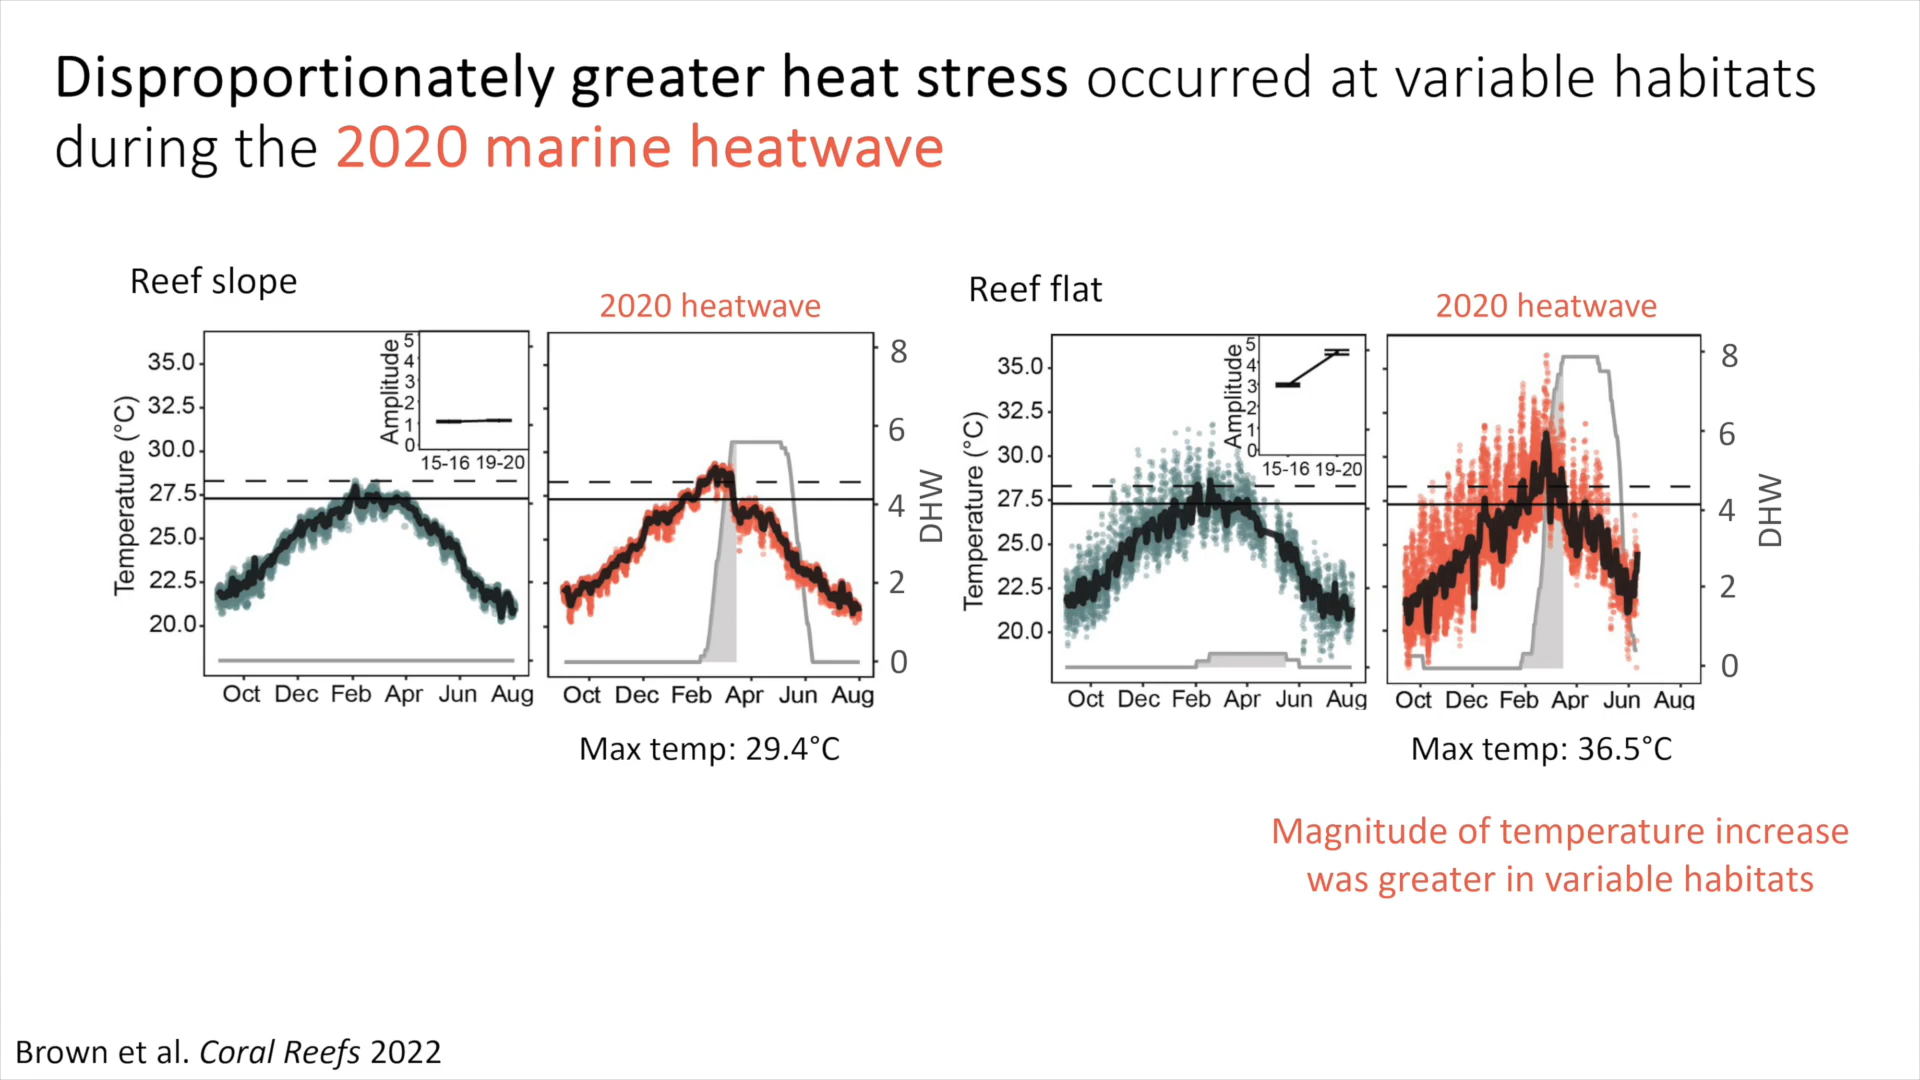 Disproportionately greater heat stress occurred at variable habitats
during the 2020 marine heatwave
Reef slope
2020 heatwave
Temperature (°C)
35.0
32.5
30.0
27.5
25.0
22.5
20.0
Amplitude
5
4
3
2
1
0
15-16 19-20
Oct Dec Feb Apr Jun Aug
Oct Dec Feb Apr Jun Aug
8
6
4
2
0
DHW
Max temp: 29.4°C
Reef flat
2020 heatwave
Temperature (°C)
35.0
32.5
30.0
27.5
25.0
22.5
20.0
Amplitude
5
4
3
2
1
0
15-16 19-20
Oct Dec Feb Apr Jun Aug
Oct Dec Feb Apr Jun Aug
8
6
4
2
0
DHW
Max temp: 36.5°C
Magnitude of temperature increase
was greater in variable habitats
Brown et al. Coral Reefs 2022